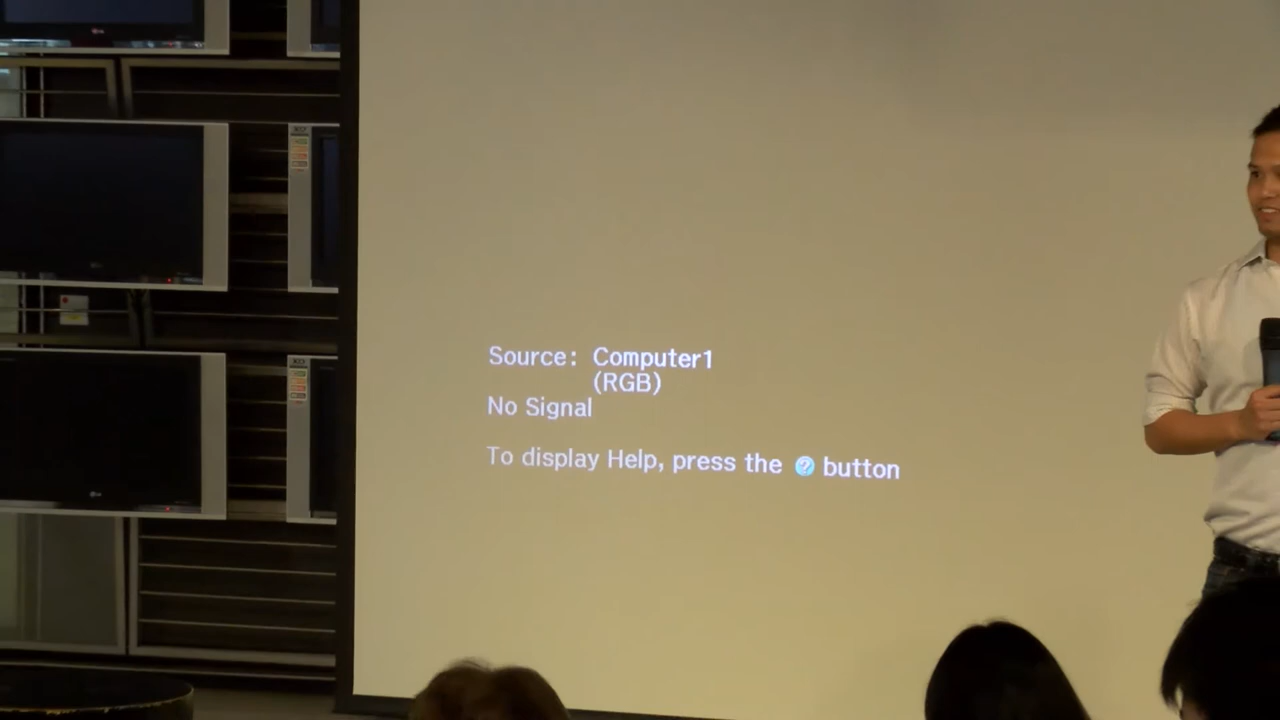 Source: Computer1
(RGB)
No Signal
To display Help, press the ? button